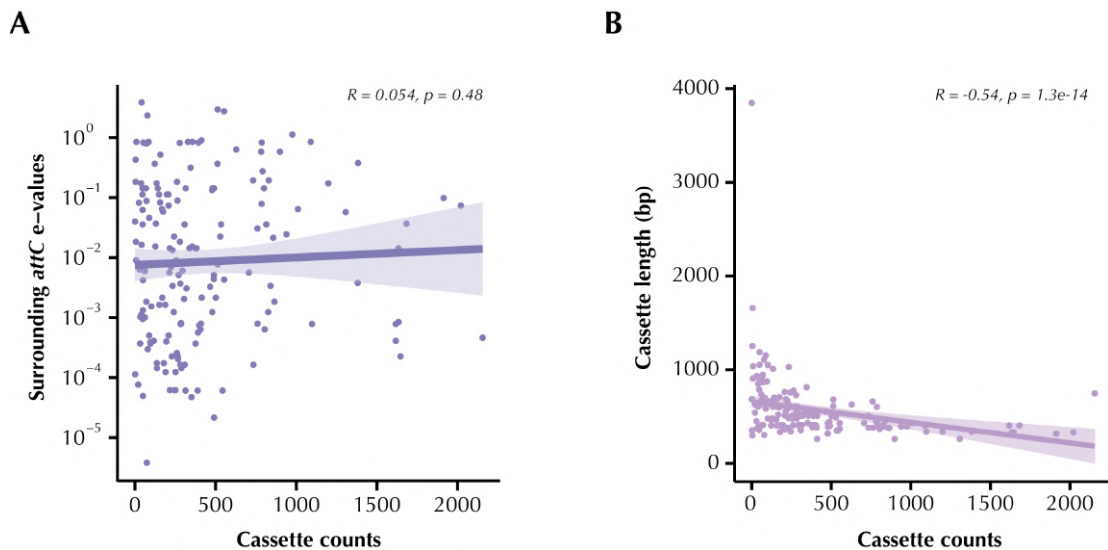 A
B
R = 0.054, p = 0.48
R = -0.54, p = 1.3e-14
Surrounding attC e−values
10⁰
10⁻¹
10⁻²
10⁻³
10⁻⁴
10⁻⁵
0 500 1000 1500 2000
Cassette counts
Cassette length (bp)
4000
3000
2000
1000
0
0 500 1000 1500 2000
Cassette counts